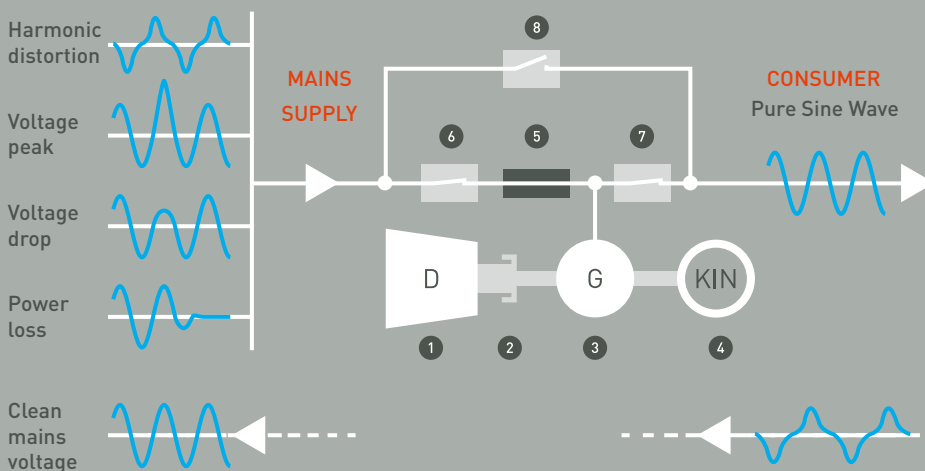 Harmonic
distortion
Voltage
peak
Voltage
drop
Power
loss
Clean
mains
voltage
MAINS
SUPPLY
8
6
5
7
CONSUMER
Pure Sine Wave
D
G
KIN
1
2
3
4